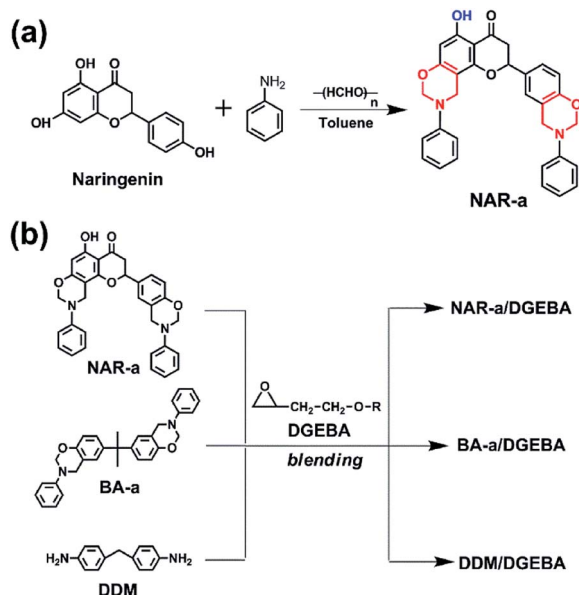 (a)
OH O
OH O OH
Naringenin
+
NH₂
—(HCHO)—n
Toluene
OH O
O O O
N N
NAR-a
(b)
OH O
O O O
N N
NAR-a
N
O O
N
BA-a
NH₂ NH₂
DDM
O
CH₂—CH₂—O—R
DGEBA
blending
NAR-a/DGEBA
BA-a/DGEBA
DDM/DGEBA